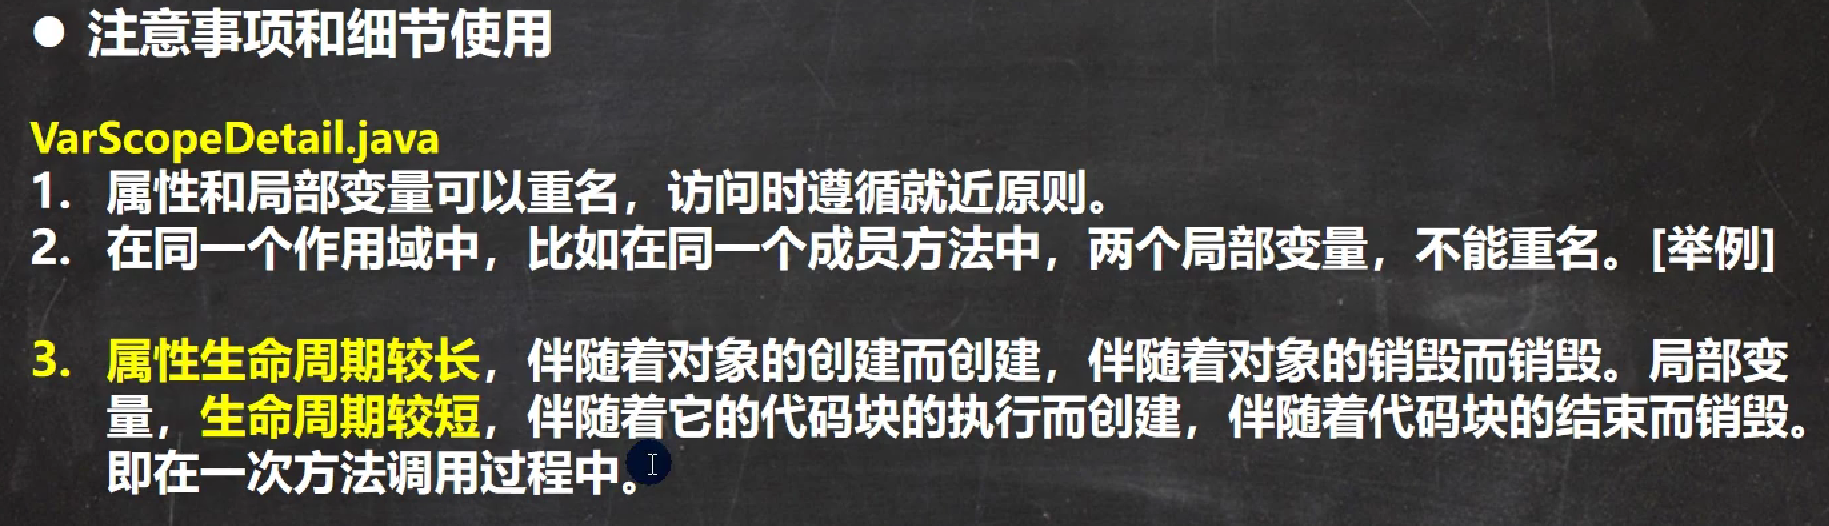 ● 注意事项和细节使用
VarScopeDetail.java
1. 属性和局部变量可以重名，访问时遵循就近原则。
2. 在同一个作用域中，比如在同一个成员方法中，两个局部变量，不能重名。[举例]
3. 属性生命周期较长，伴随着对象的创建而创建，伴随着对象的销毁而销毁。局部变
量，生命周期较短，伴随着它的代码块的执行而创建，伴随着代码块的结束而销毁。
即在一次方法调用过程中。